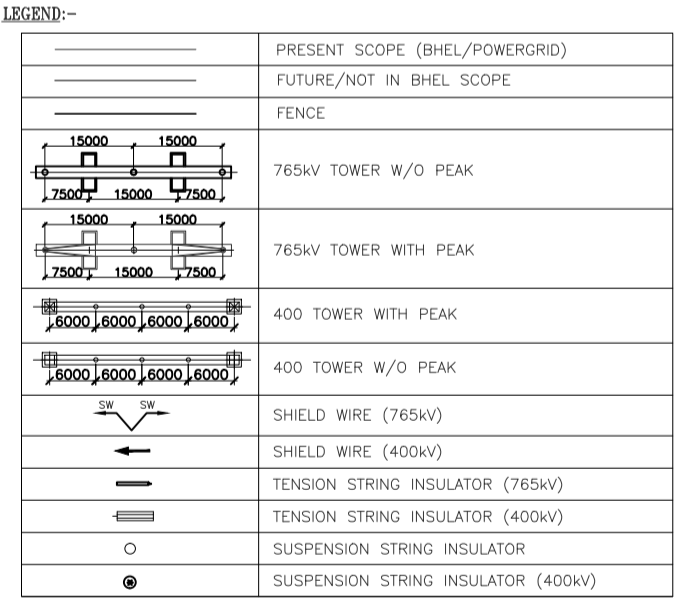 LEGEND:-
PRESENT SCOPE (BHEL/POWERGRID)
FUTURE/NOT IN BHEL SCOPE
FENCE
15000 15000
7500 15000 7500
765kV TOWER W/O PEAK
15000 15000
7500 15000 7500
765kV TOWER WITH PEAK
6000 6000 6000 6000
400 TOWER WITH PEAK
6000 6000 6000 6000
400 TOWER W/O PEAK
SW SW
SHIELD WIRE (765kV)
SHIELD WIRE (400kV)
TENSION STRING INSULATOR (765kV)
TENSION STRING INSULATOR (400kV)
SUSPENSION STRING INSULATOR
SUSPENSION STRING INSULATOR (400kV)